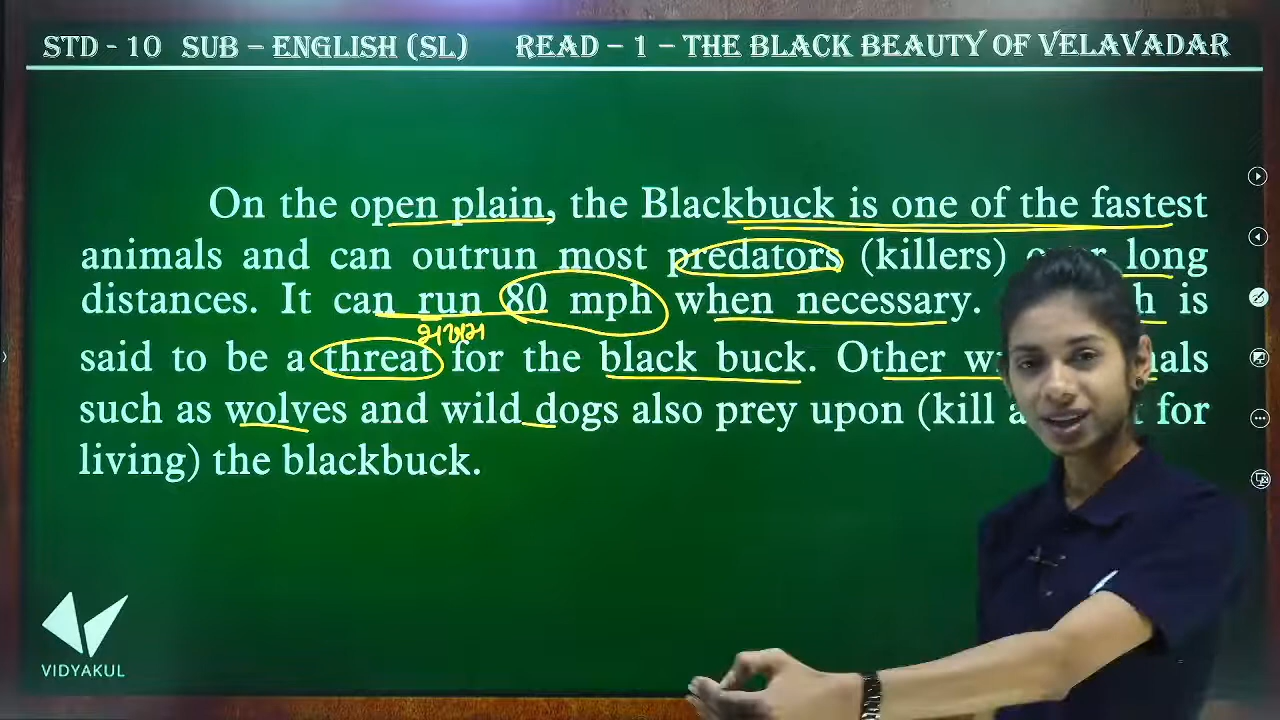 STD - 10 SUB – ENGLISH (SL) READ – 1 – THE BLACK BEAUTY OF VELAVADAR
On the open plain, the Blackbuck is one of the fastest
animals and can outrun most predators (killers) over long
distances. It can run 80 mph when necessary. is
said to be a threat for the black buck. Other
such as wolves and wild dogs also prey upon (kill for
living) the blackbuck.
VIDYAKUL